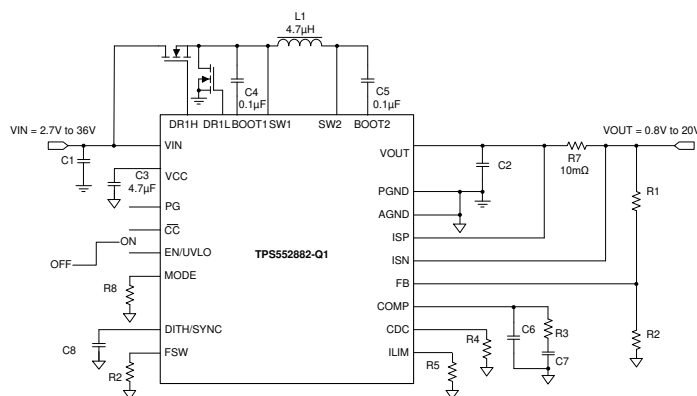 L1
4.7µH
C4
0.1µF
C5
0.1µF
DR1H DR1L BOOT1 SW1 SW2 BOOT2
VIN = 2.7V to 36V
VOUT = 0.8V to 20V
C1
VIN
VOUT
C2
R7
10mΩ
C3
4.7µF
VCC
PGND
R1
PG
AGND
CC
ISP
ON
OFF
EN/UVLO
TPS552882-Q1
ISN
MODE
FB
R8
COMP
DITH/SYNC
CDC
C6
R3
R2
C8
R4
C7
FSW
ILIM
R2
R5